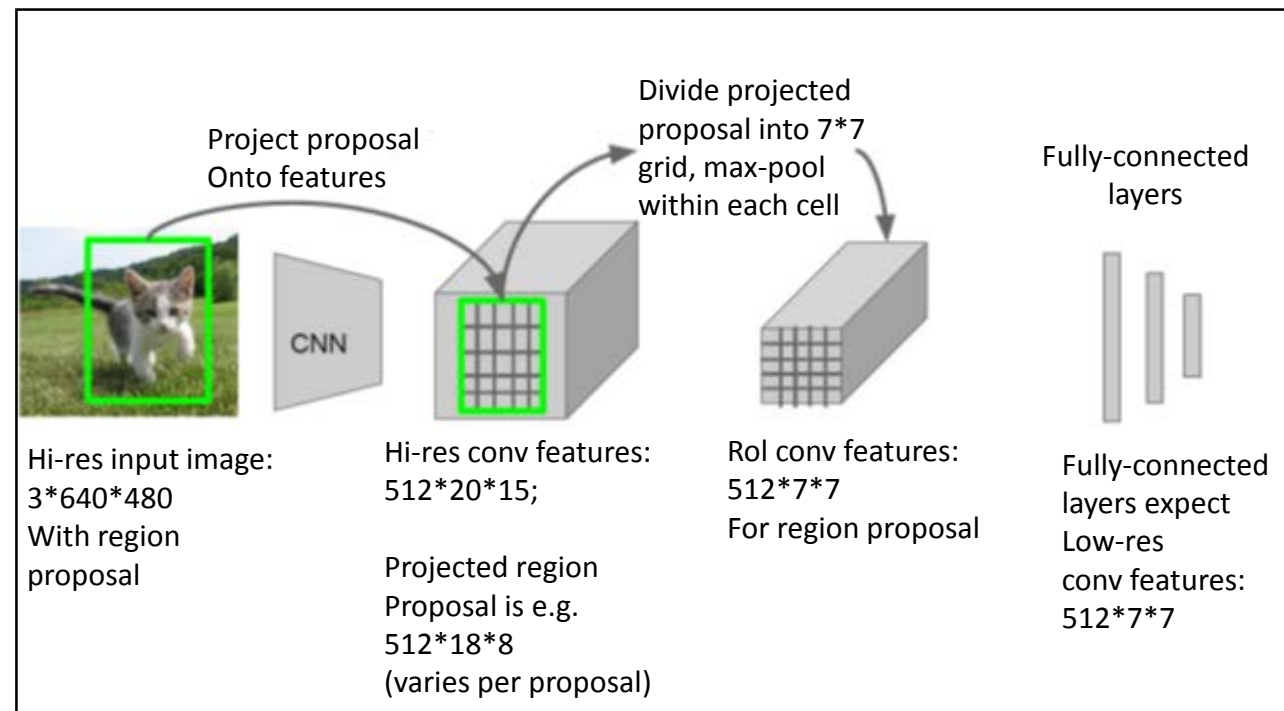 Project proposal
Onto features
Divide projected
proposal into 7*7
grid, max-pool
within each cell
Fully-connected
layers
CNN
Hi-res input image:
3*640*480
With region
proposal
Hi-res conv features:
512*20*15;
Projected region
Proposal is e.g.
512*18*8
(varies per proposal)
Rol conv features:
512*7*7
For region proposal
Fully-connected
layers expect
Low-res
conv features:
512*7*7